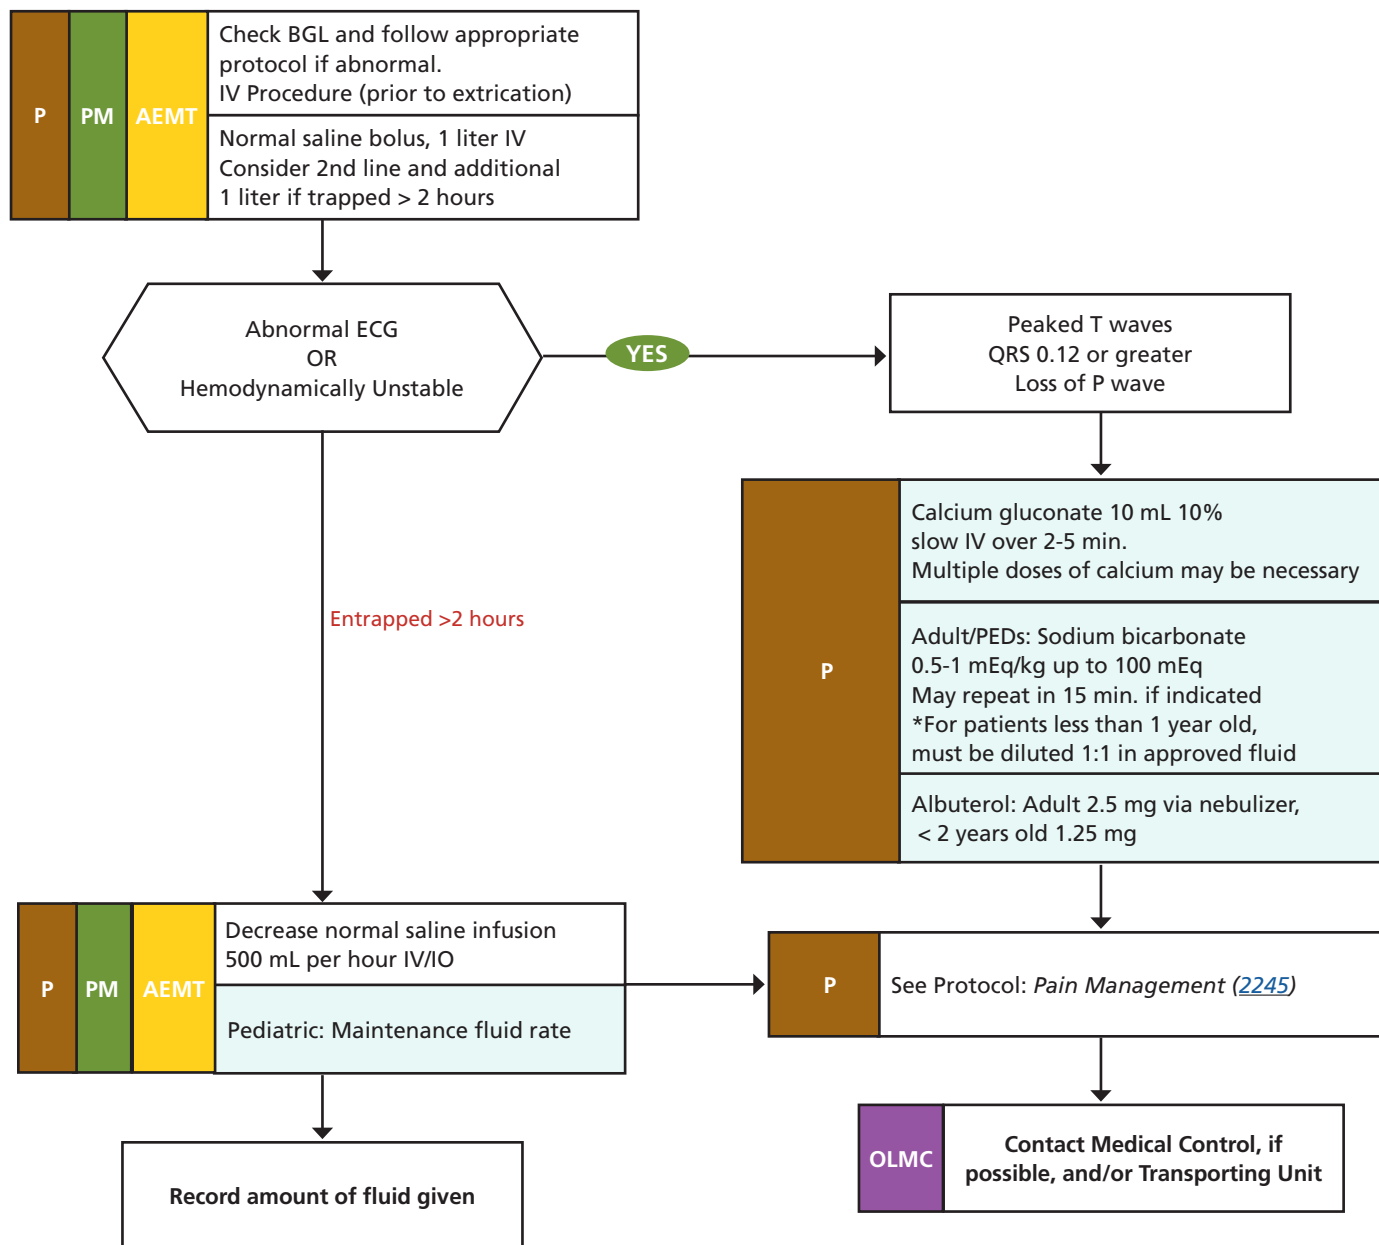 P
PM
AEMT
Check BGL and follow appropriate
protocol if abnormal.
IV Procedure (prior to extrication)
Normal saline bolus, 1 liter IV
Consider 2nd line and additional
1 liter if trapped > 2 hours
Abnormal ECG
OR
Hemodynamically Unstable
YES
Peaked T waves
QRS 0.12 or greater
Loss of P wave
P
Calcium gluconate 10 mL 10%
slow IV over 2-5 min.
Multiple doses of calcium may be necessary
Adult/PEDs: Sodium bicarbonate
0.5-1 mEq/kg up to 100 mEq
May repeat in 15 min. if indicated
*For patients less than 1 year old,
must be diluted 1:1 in approved fluid
Albuterol: Adult 2.5 mg via nebulizer,
< 2 years old 1.25 mg
Entrapped >2 hours
P
PM
AEMT
Decrease normal saline infusion
500 mL per hour IV/IO
Pediatric: Maintenance fluid rate
P
See Protocol: Pain Management (2245)
Record amount of fluid given
OLMC
Contact Medical Control, if
possible, and/or Transporting Unit